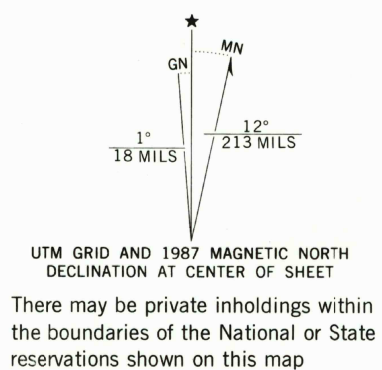 ★
MN
GN
1°
18 MILS
12°
213 MILS
UTM GRID AND 1987 MAGNETIC NORTH
DECLINATION AT CENTER OF SHEET
There may be private inholdings within
the boundaries of the National or State
reservations shown on this map